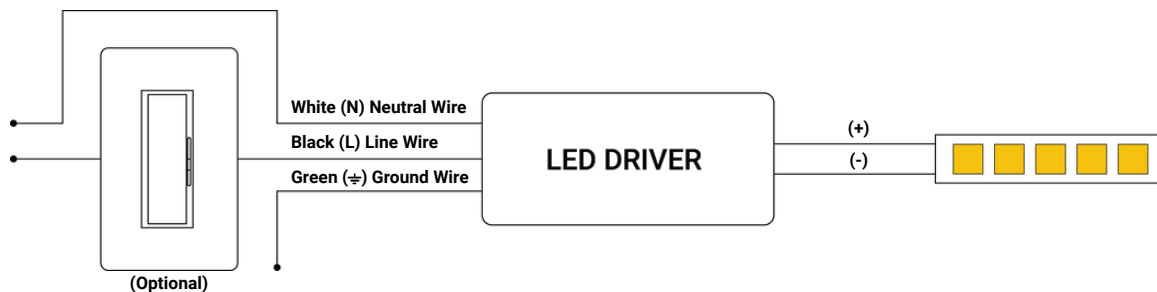 White (N) Neutral Wire
Black (L) Line Wire
Green (⏚) Ground Wire
LED DRIVER
(+)
(-)
(Optional)